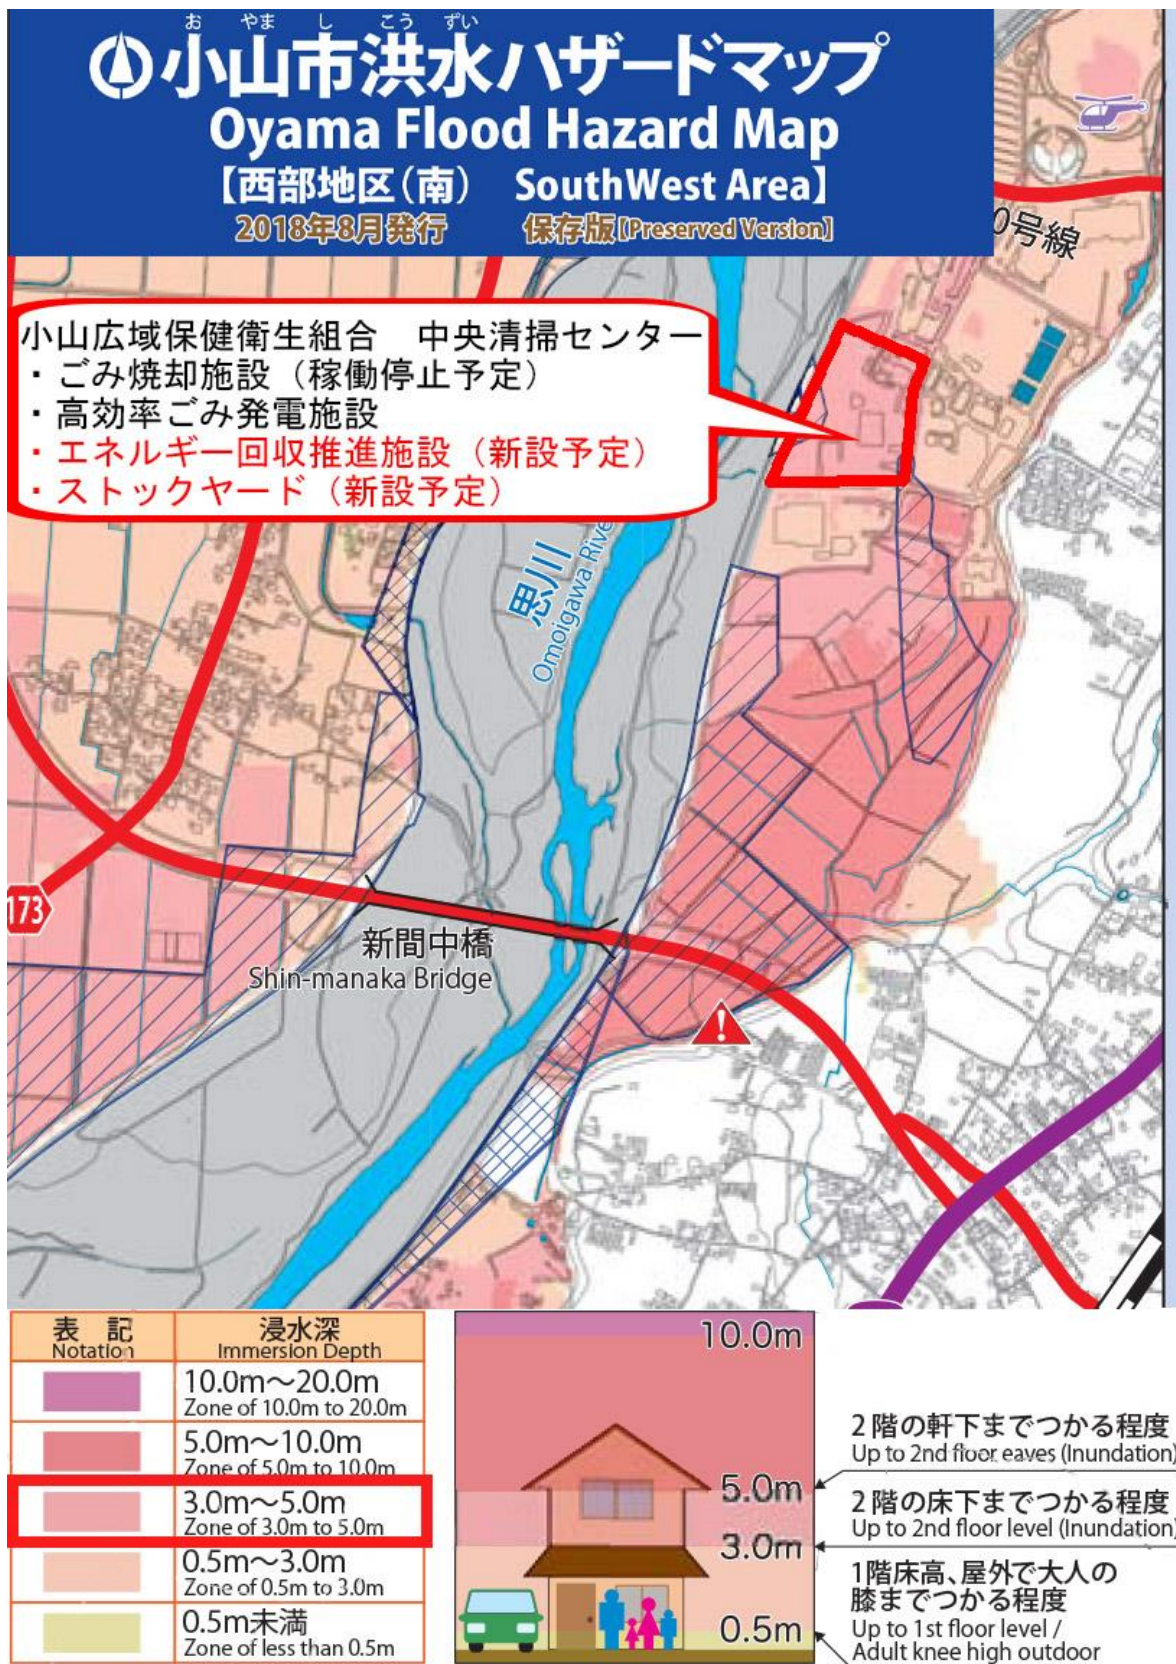 お やま し こう ずい
小山市洪水ハザードマップ
Oyama Flood Hazard Map
【西部地区(南) SouthWest Area】
2018年8月発行 保存版【Preserved Version】
0号線
小山広域保健衛生組合 中央清掃センター
・ごみ焼却施設（稼働停止予定）
・高効率ごみ発電施設
・エネルギー回収推進施設（新設予定）
・ストックヤード（新設予定）
思川
Omoigawa Rive
173
新間中橋
Shin-manaka Bridge
!
表 記
Notation
浸水深
Immersion Depth
10.0m～20.0m
Zone of 10.0m to 20.0m
5.0m～10.0m
Zone of 5.0m to 10.0m
3.0m～5.0m
Zone of 3.0m to 5.0m
0.5m～3.0m
Zone of 0.5m to 3.0m
0.5m未満
Zone of less than 0.5m
10.0m
5.0m
3.0m
0.5m
2階の軒下までつかる程度
Up to 2nd floor eaves (Inundation)
2階の床下までつかる程度
Up to 2nd floor level (Inundation)
1階床高、屋外で大人の
膝までつかる程度
Up to 1st floor level /
Adult knee high outdoor